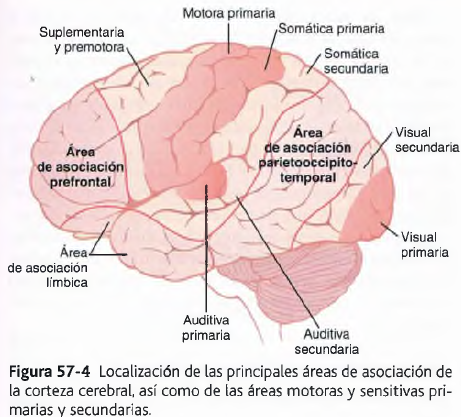 Motora primaria
Suplementaria
y premotora
Somática primaria
Somática
secundaria
Área
de asociación
prefrontal
Área
de asociación
parietooccipito-
temporal
Visual
secundaria
Visual
primaria
Área
de asociación
límbica
Auditiva
primaria
Auditiva
secundaria
Figura 57-4 Localización de las principales áreas de asociación de
la corteza cerebral, así como de las áreas motoras y sensitivas pri-
marias y secundarias.